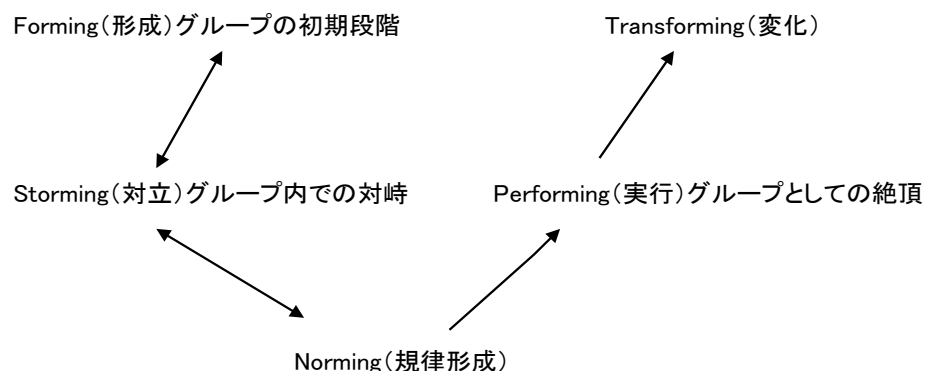 Forming(形成)グループの初期段階
Transforming(変化)
Storming(対立)グループ内での対峙
Performing(実行)グループとしての絶頂
Norming(規律形成)